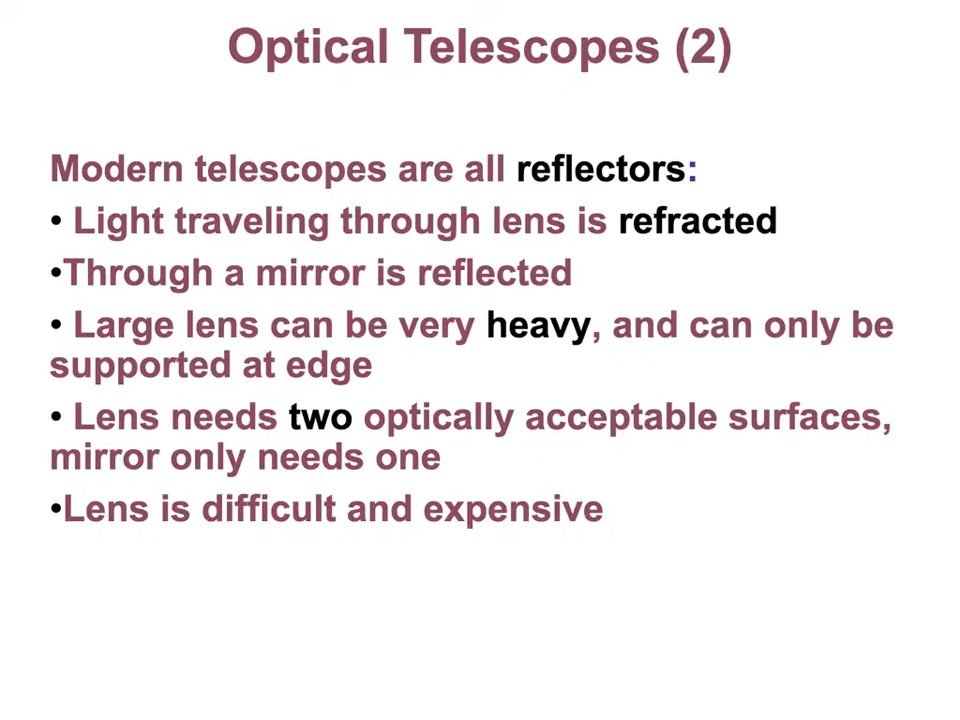 Optical Telescopes (2)
Modern telescopes are all reflectors:
• Light traveling through lens is refracted
•Through a mirror is reflected
• Large lens can be very heavy, and can only be
supported at edge
• Lens needs two optically acceptable surfaces,
mirror only needs one
•Lens is difficult and expensive